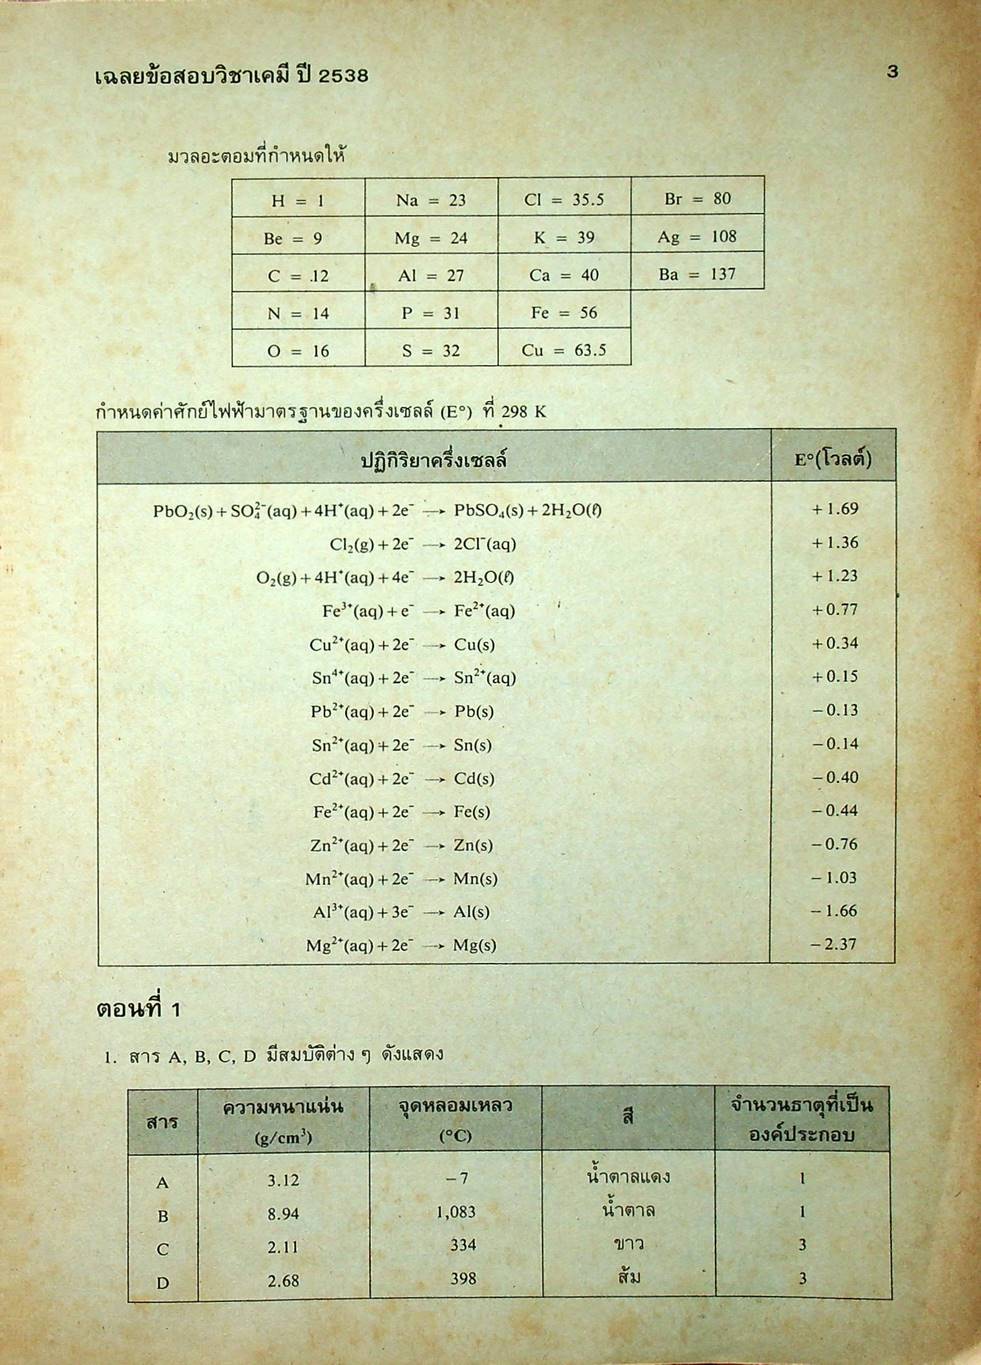 เฉลยข้อสอบวิชาเคมี ปี 2538 3
มวลอะตอมที่กำหนดให้
H = 1 Na = 23 Cl = 35.5 Br = 80
Be = 9 Mg = 24 K = 39 Ag = 108
C = 12 Al = 27 Ca = 40 Ba = 137
N = 14 P = 31 Fe = 56
O = 16 S = 32 Cu = 63.5
กำหนดค่าศักย์ไฟฟ้ามาตรฐานของครึ่งเซลล์ (E°) ที่ 298 K
ปฏิกิริยาครึ่งเซลล์ E°(โวลต์)
PbO₂(s) + SO₄²⁻(aq) + 4H⁺(aq) + 2e⁻ → PbSO₄(s) + 2H₂O(ℓ) +1.69
Cl₂(g) + 2e⁻ → 2Cl⁻(aq) +1.36
O₂(g) + 4H⁺(aq) + 4e⁻ → 2H₂O(ℓ) +1.23
Fe³⁺(aq) + e⁻ → Fe²⁺(aq) +0.77
Cu²⁺(aq) + 2e⁻ → Cu(s) +0.34
Sn⁴⁺(aq) + 2e⁻ → Sn²⁺(aq) +0.15
Pb²⁺(aq) + 2e⁻ → Pb(s) −0.13
Sn²⁺(aq) + 2e⁻ → Sn(s) −0.14
Cd²⁺(aq) + 2e⁻ → Cd(s) −0.40
Fe²⁺(aq) + 2e⁻ → Fe(s) −0.44
Zn²⁺(aq) + 2e⁻ → Zn(s) −0.76
Mn²⁺(aq) + 2e⁻ → Mn(s) −1.03
Al³⁺(aq) + 3e⁻ → Al(s) −1.66
Mg²⁺(aq) + 2e⁻ → Mg(s) −2.37
ตอนที่ 1
1. สาร A, B, C, D มีสมบัติต่าง ๆ ดังแสดง
สาร ความหนาแน่น (g/cm³) จุดหลอมเหลว (°C) สี จำนวนธาตุที่เป็นองค์ประกอบ
A 3.12 −7 น้ำตาลแดง 1
B 8.94 1,083 น้ำตาล 1
C 2.11 334 ขาว 3
D 2.68 398 ส้ม 3